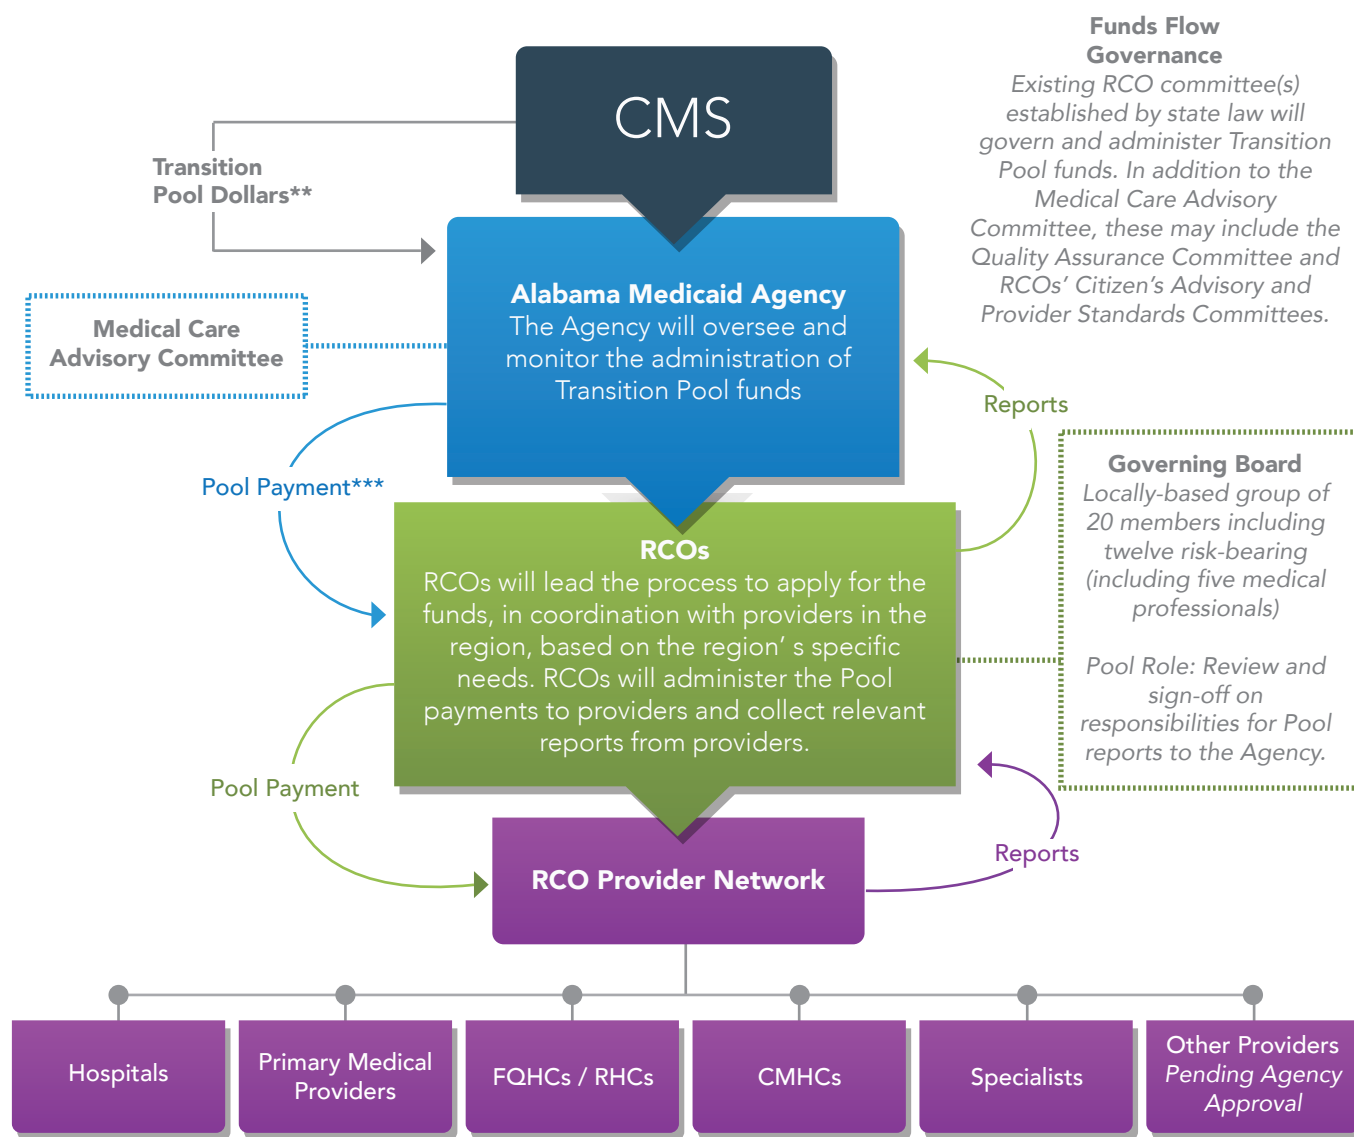 Funds Flow
Governance
Existing RCO committee(s)
established by state law will
govern and administer Transition
Pool funds. In addition to the
Medical Care Advisory
Committee, these may include the
Quality Assurance Committee and
RCOs' Citizen's Advisory and
Provider Standards Committees.
CMS
Transition
Pool Dollars**
Alabama Medicaid Agency
The Agency will oversee and
monitor the administration of
Transition Pool funds
Medical Care
Advisory Committee
Reports
Pool Payment***
Governing Board
Locally-based group of
20 members including
twelve risk-bearing
(including five medical
professionals)
Pool Role: Review and
sign-off on
responsibilities for Pool
reports to the Agency.
RCOs
RCOs will lead the process to apply for the
funds, in coordination with providers in the
region, based on the region' s specific
needs. RCOs will administer the Pool
payments to providers and collect relevant
reports from providers.
Pool Payment
Reports
RCO Provider Network
Hospitals
Primary Medical
Providers
FQHCs / RHCs
CMHCs
Specialists
Other Providers
Pending Agency
Approval